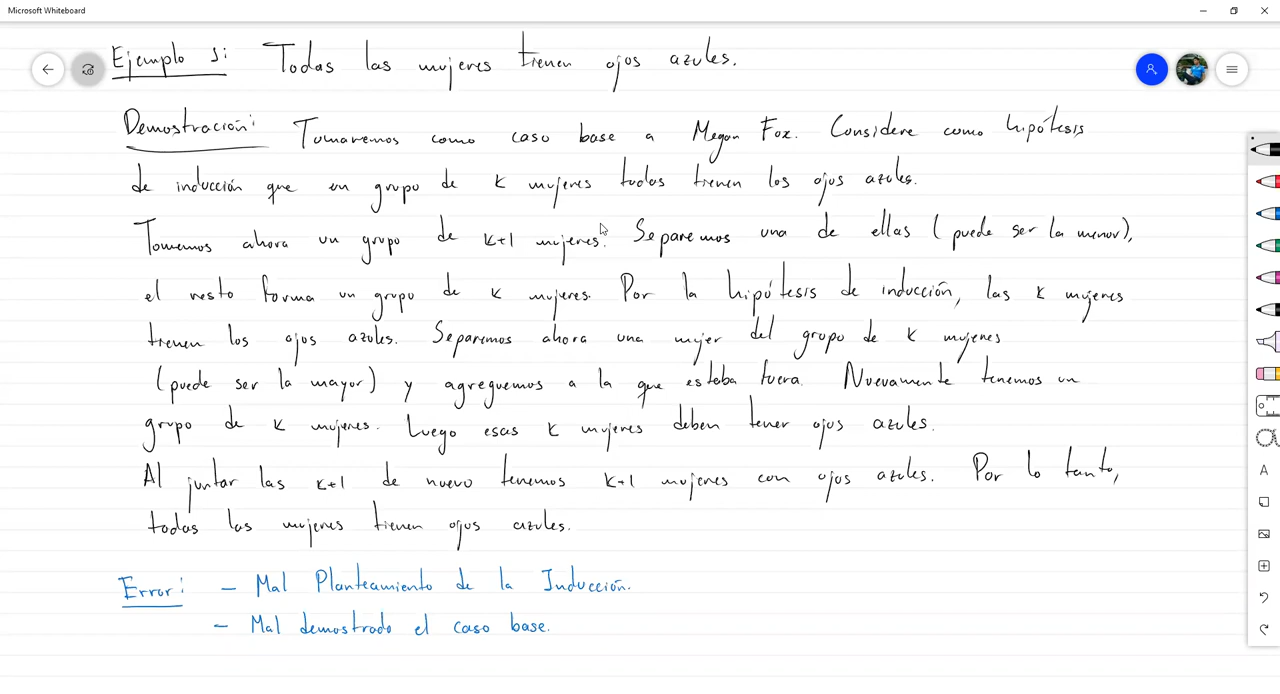 Microsoft Whiteboard
Ejemplo 1: Todas las mujeres tienen ojos azules.
Demostración: Tomaremos como caso base a Megan Fox. Considere como hipótesis
de inducción que en grupo de K mujeres todas tienen los ojos azules.
Tomemos ahora un grupo de K+1 mujeres. Separemos una de ellas (puede ser la menor),
el resto forma un grupo de K mujeres. Por la hipótesis de inducción, las K mujeres
tienen los ojos azules. Separemos ahora una mujer del grupo de K mujeres
(puede ser la mayor) y agreguemos a la que estaba fuera. Nuevamente tenemos un
grupo de K mujeres. Luego esas K mujeres deben tener ojos azules.
Al juntar las K+1 de nuevo tenemos K+1 mujeres con ojos azules. Por lo tanto,
todas las mujeres tienen ojos azules.
Error: - Mal Planteamiento de la Inducción.
- Mal demostrado el caso base.